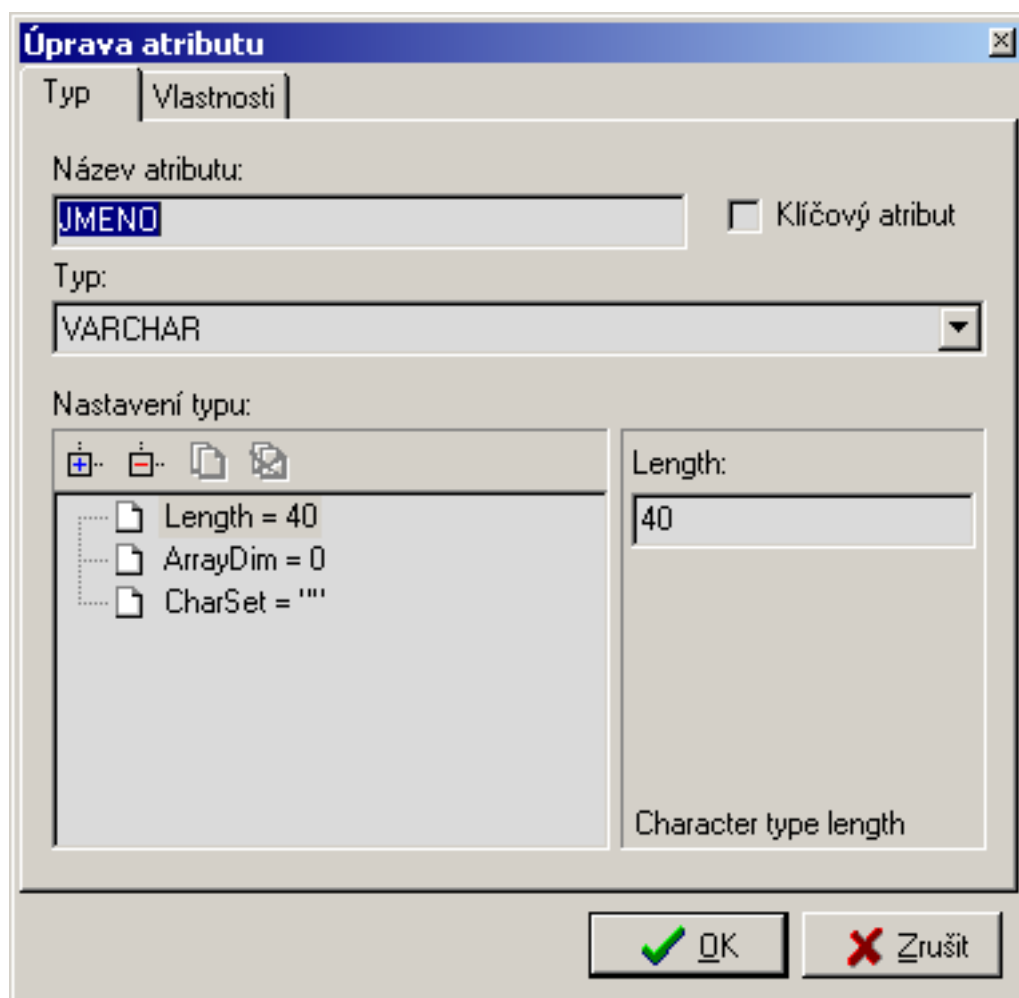 Úprava atributu
Typ Vlastnosti
Název atributu:
JMENO Klíčový atribut
Typ:
VARCHAR
Nastavení typu:
Length:
Length = 40 40
ArrayDim = 0
CharSet = ""
Character type length
OK Zrušit